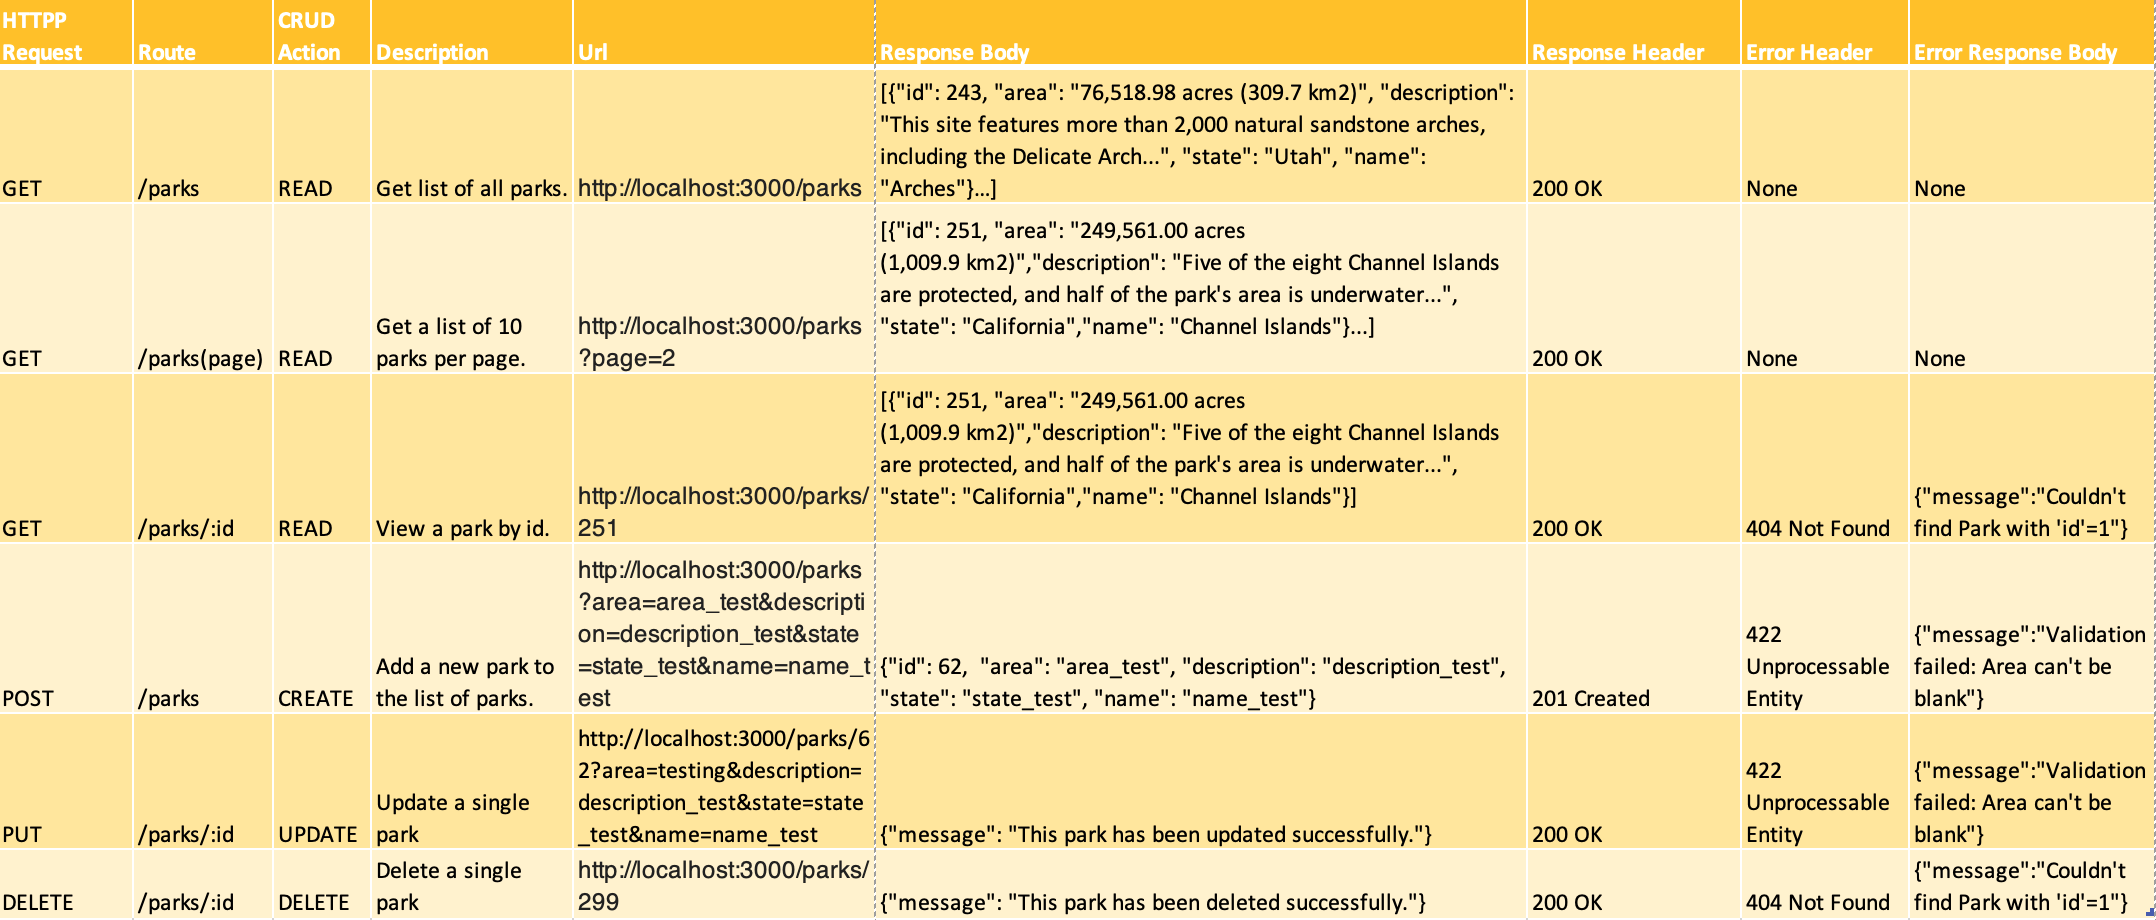 HTTPP
Request
Route
CRUD
Action
Description
Url
Response Body
Response Header
Error Header
Error Response Body
GET
/parks
READ
Get list of all parks.
http://localhost:3000/parks
[{"id": 243, "area": "76,518.98 acres (309.7 km2)", "description":
"This site features more than 2,000 natural sandstone arches,
including the Delicate Arch...", "state": "Utah", "name":
"Arches"}...]
200 OK
None
None
GET
/parks(page)
READ
Get a list of 10
parks per page.
http://localhost:3000/parks
?page=2
[{"id": 251, "area": "249,561.00 acres
(1,009.9 km2)","description": "Five of the eight Channel Islands
are protected, and half of the park's area is underwater...",
"state": "California","name": "Channel Islands"}...]
200 OK
None
None
GET
/parks/:id
READ
View a park by id.
http://localhost:3000/parks/
251
[{"id": 251, "area": "249,561.00 acres
(1,009.9 km2)","description": "Five of the eight Channel Islands
are protected, and half of the park's area is underwater...",
"state": "California","name": "Channel Islands"}]
200 OK
404 Not Found
{"message":"Couldn't
find Park with 'id'=1"}
POST
/parks
CREATE
Add a new park to
the list of parks.
http://localhost:3000/parks
?area=area_test&descripti
on=description_test&state
=state_test&name=name_t
est
{"id": 62,  "area": "area_test", "description": "description_test",
"state": "state_test", "name": "name_test"}
201 Created
422
Unprocessable
Entity
{"message":"Validation
failed: Area can't be
blank"}
PUT
/parks/:id
UPDATE
Update a single
park
http://localhost:3000/parks/6
2?area=testing&description=
description_test&state=state
_test&name=name_test
{"message": "This park has been updated successfully."}
200 OK
422
Unprocessable
Entity
{"message":"Validation
failed: Area can't be
blank"}
DELETE
/parks/:id
DELETE
Delete a single
park
http://localhost:3000/parks/
299
{"message": "This park has been deleted successfully."}
200 OK
404 Not Found
{"message":"Couldn't
find Park with 'id'=1"}